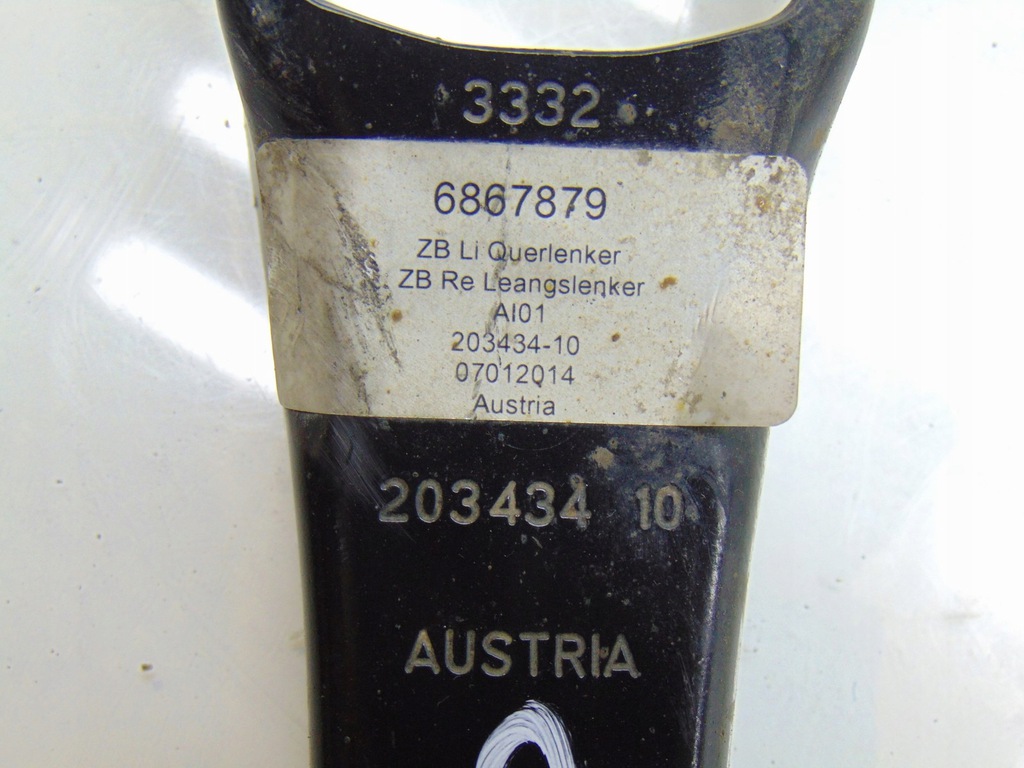 3332
6867879
ZB Li Querlenker
ZB Re Leangslenker
AI01
203434-10
07012014
Austria
203434 10
AUSTRIA